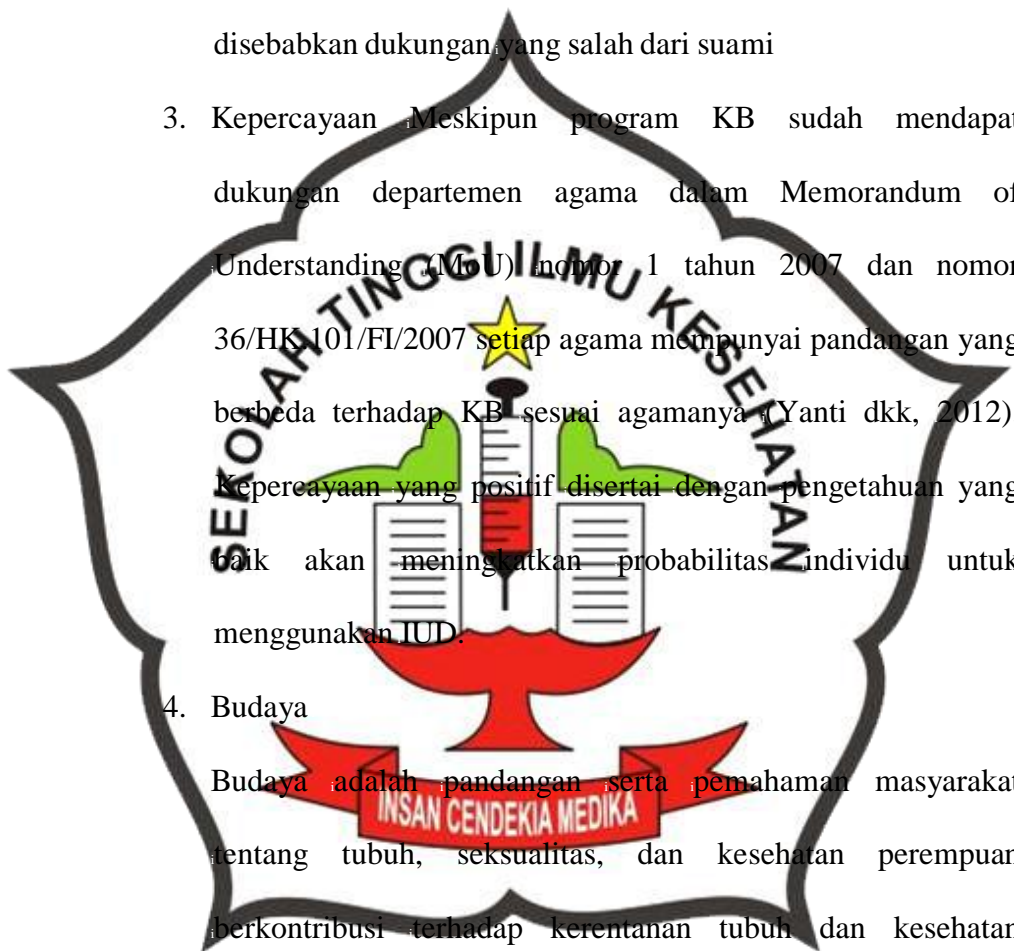 disebabkan dukungan yang salah dari suami
3. Kepercayaan Meskipun program KB sudah mendapat
dukungan departemen agama dalam Memorandum of
Understanding (MoU) nomor 1 tahun 2007 dan nomor
36/HK.101/FI/2007 setiap agama mempunyai pandangan yang
berbeda terhadap KB sesuai agamanya (Yanti dkk, 2012)
Kepercayaan yang positif disertai dengan pengetahuan yang
baik akan meningkatkan probabilitas individu untuk
menggunakan IUD.
4. Budaya
Budaya adalah pandangan serta pemahaman masyarakat
tentang tubuh, seksualitas, dan kesehatan perempuan
berkontribusi terhadap kerentanan tubuh dan kesehatan
SEKOLAH TINGGI ILMU KESEHATAN
INSAN CENDEKIA MEDIKA